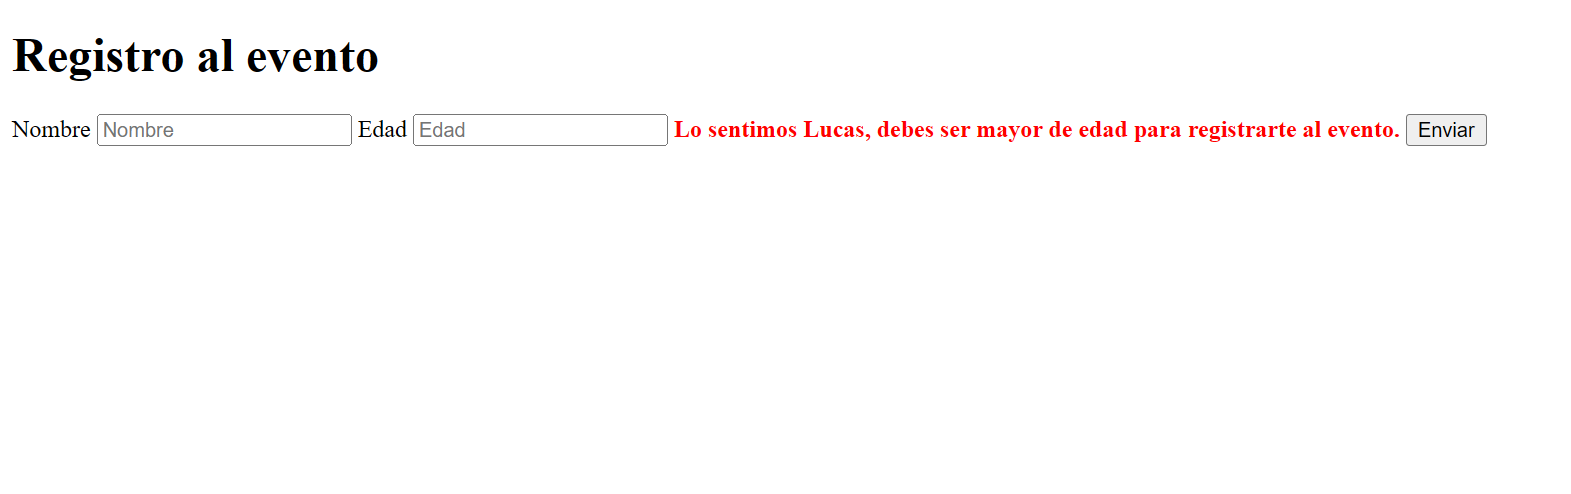 Registro al evento
Nombre Nombre Edad Edad Lo sentimos Lucas, debes ser mayor de edad para registrarte al evento. Enviar